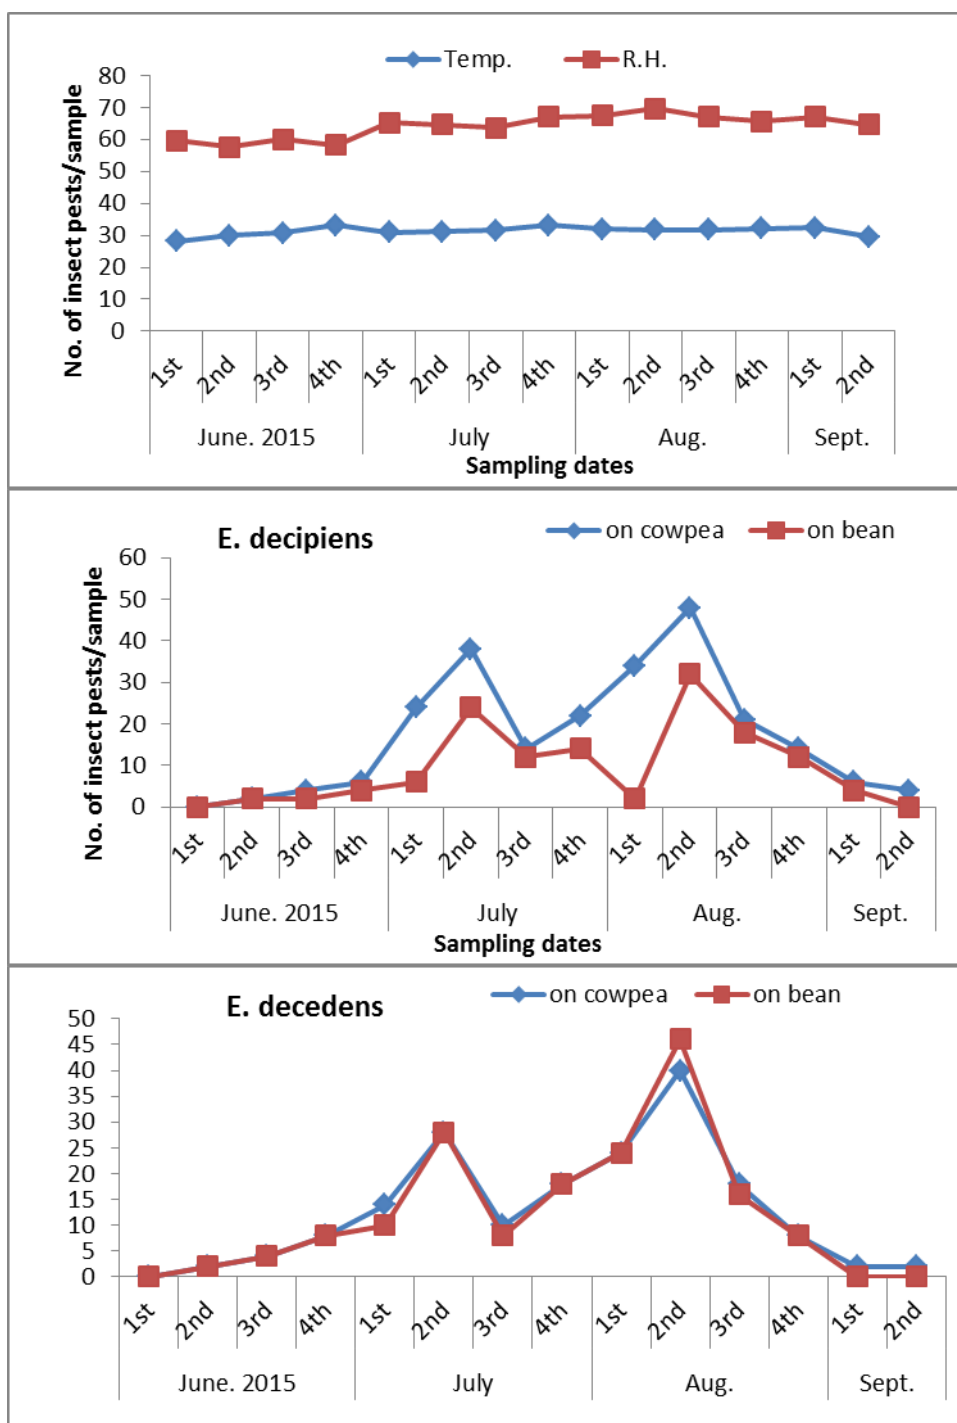 Temp. R.H.
No. of insect pests/sample
80
70
60
50
40
30
20
10
0
1st 2nd 3rd 4th 1st 2nd 3rd 4th 1st 2nd 3rd 4th 1st 2nd
June. 2015 July Aug. Sept.
Sampling dates
E. decipiens
on cowpea on bean
No. of insect pests/sample
60
50
40
30
20
10
0
1st 2nd 3rd 4th 1st 2nd 3rd 4th 1st 2nd 3rd 4th 1st 2nd
June. 2015 July Aug. Sept.
Sampling dates
E. decedens
on cowpea on bean
50
45
40
35
30
25
20
15
10
5
0
1st 2nd 3rd 4th 1st 2nd 3rd 4th 1st 2nd 3rd 4th 1st 2nd
June. 2015 July Aug. Sept.